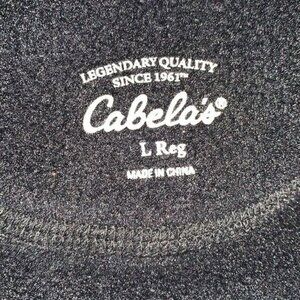 LEGENDARY QUALITY
SINCE 1961™
Cabela's®
L Reg
MADE IN CHINA